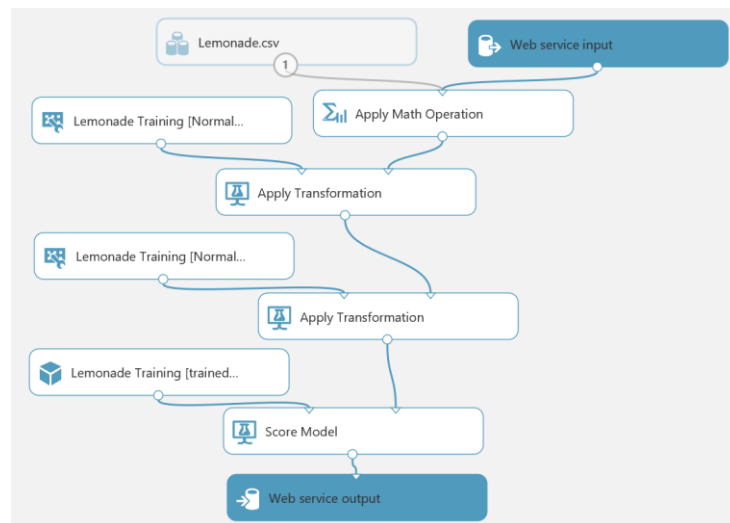 Lemonade.csv
Web service input
1
Lemonade Training [Normal...
Apply Math Operation
Apply Transformation
Lemonade Training [Normal...
Apply Transformation
Lemonade Training [trained...
Score Model
Web service output